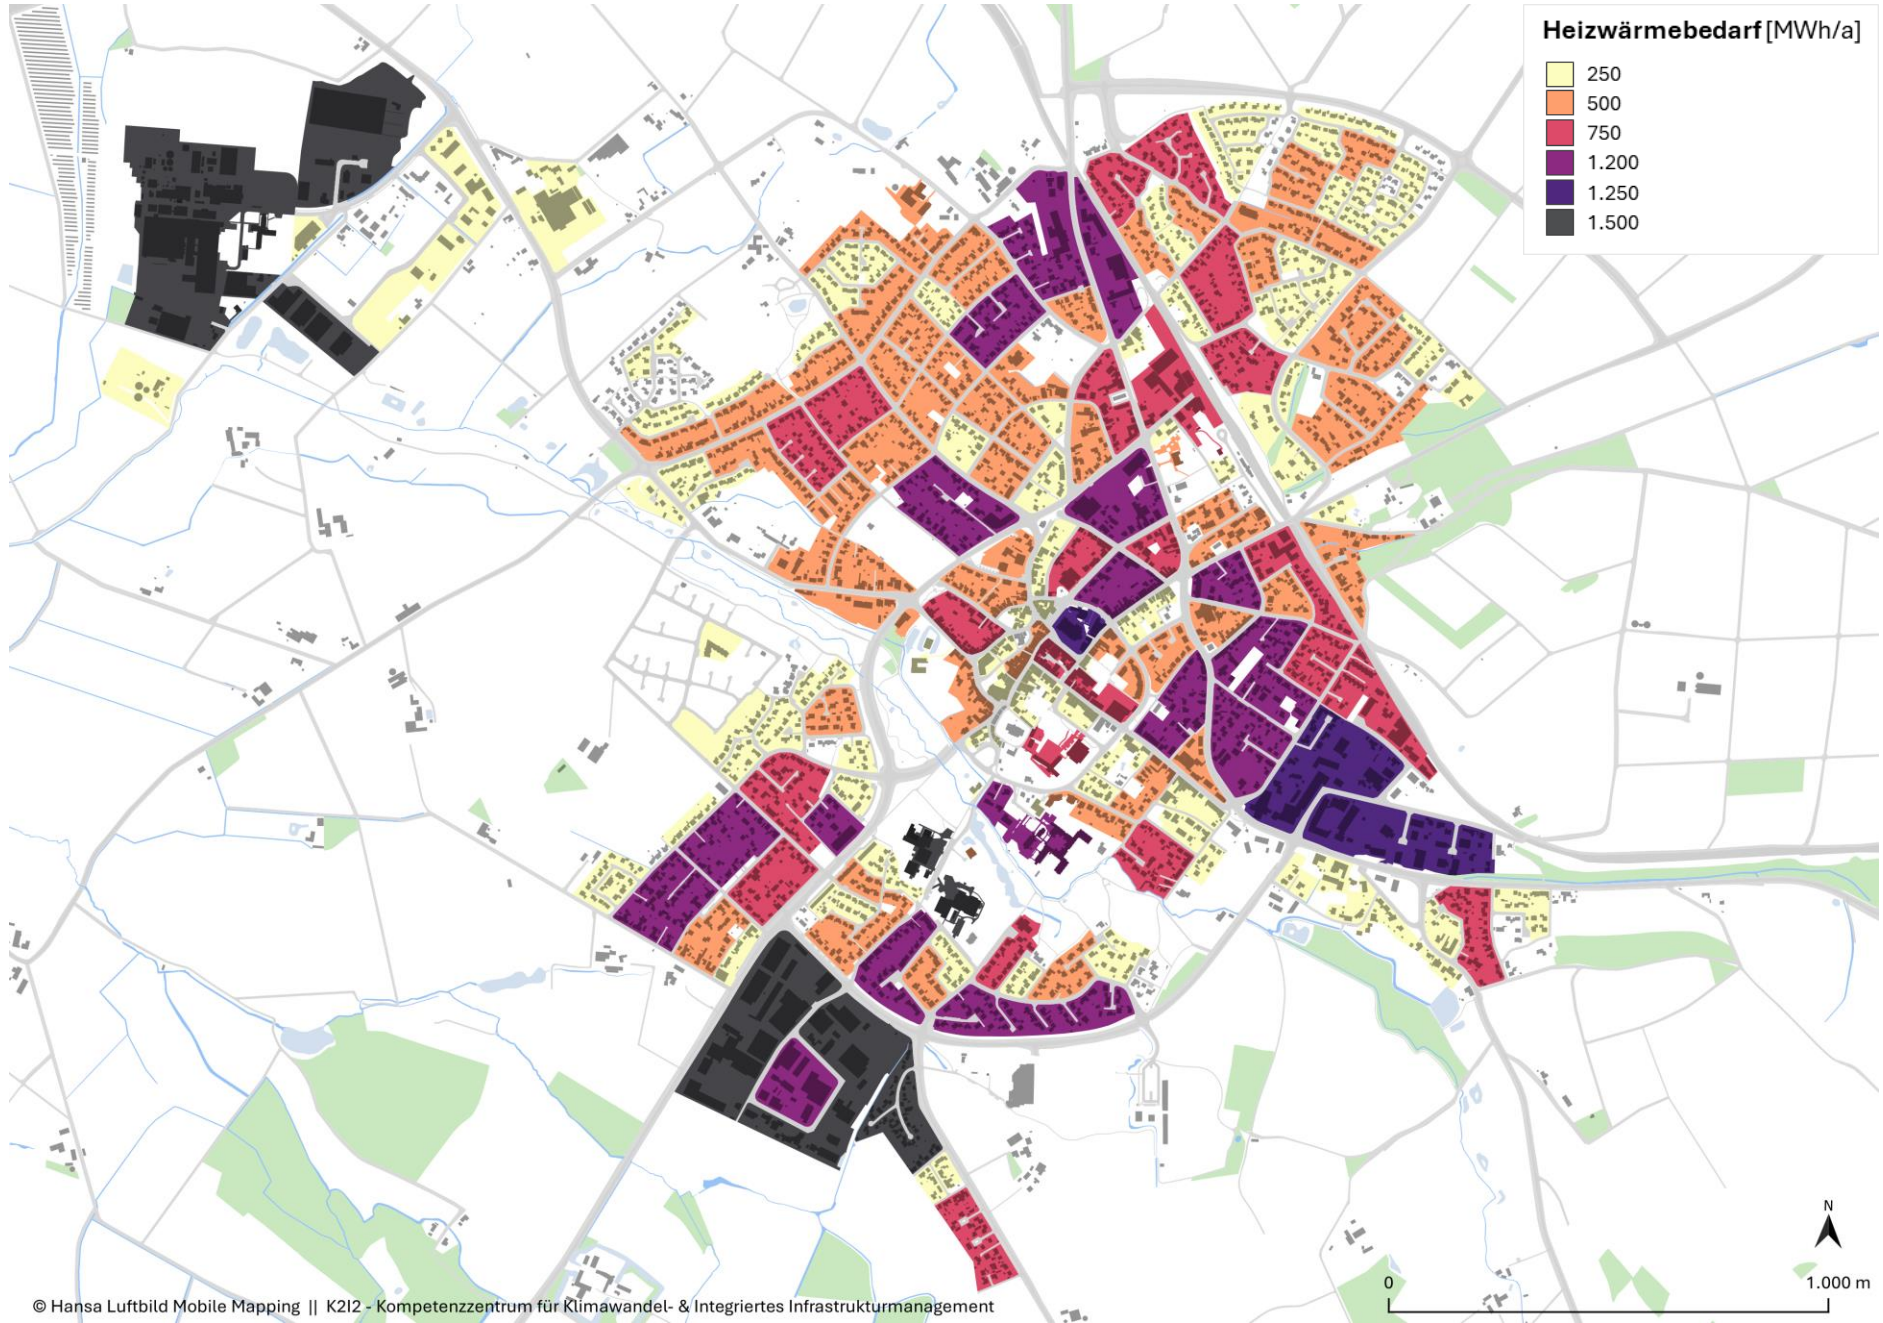 Heizwärmebedarf [MWh/a]
250
500
750
1.200
1.250
1.500
N
0 1.000 m
© Hansa Luftbild Mobile Mapping || K2I2 - Kompetenzzentrum für Klimawandel- & Integriertes Infrastrukturmanagement